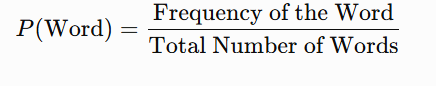 P(Word) = Frequency of the Word / Total Number of Words